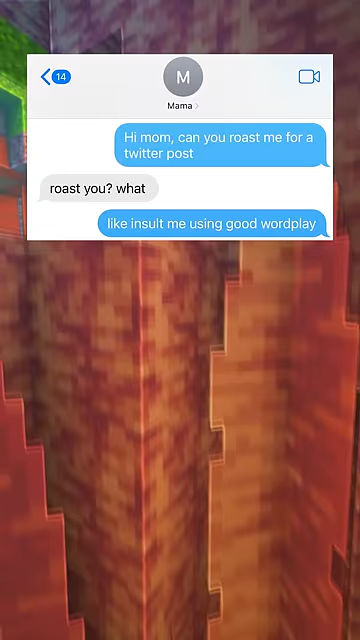 14
M
Mama
Hi mom, can you roast me for a
twitter post
roast you? what
like insult me using good wordplay